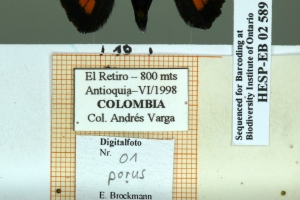 10
El Retiro – 800 mts
Antioquia–VI/1998
COLOMBIA
Col. Andrés Varga
Digitalfoto
Nr. 01
porus
E. Brockmann
Sequenced for Barcoding at
Biodiversity Institute of Ontario
HESP-EB 02 589